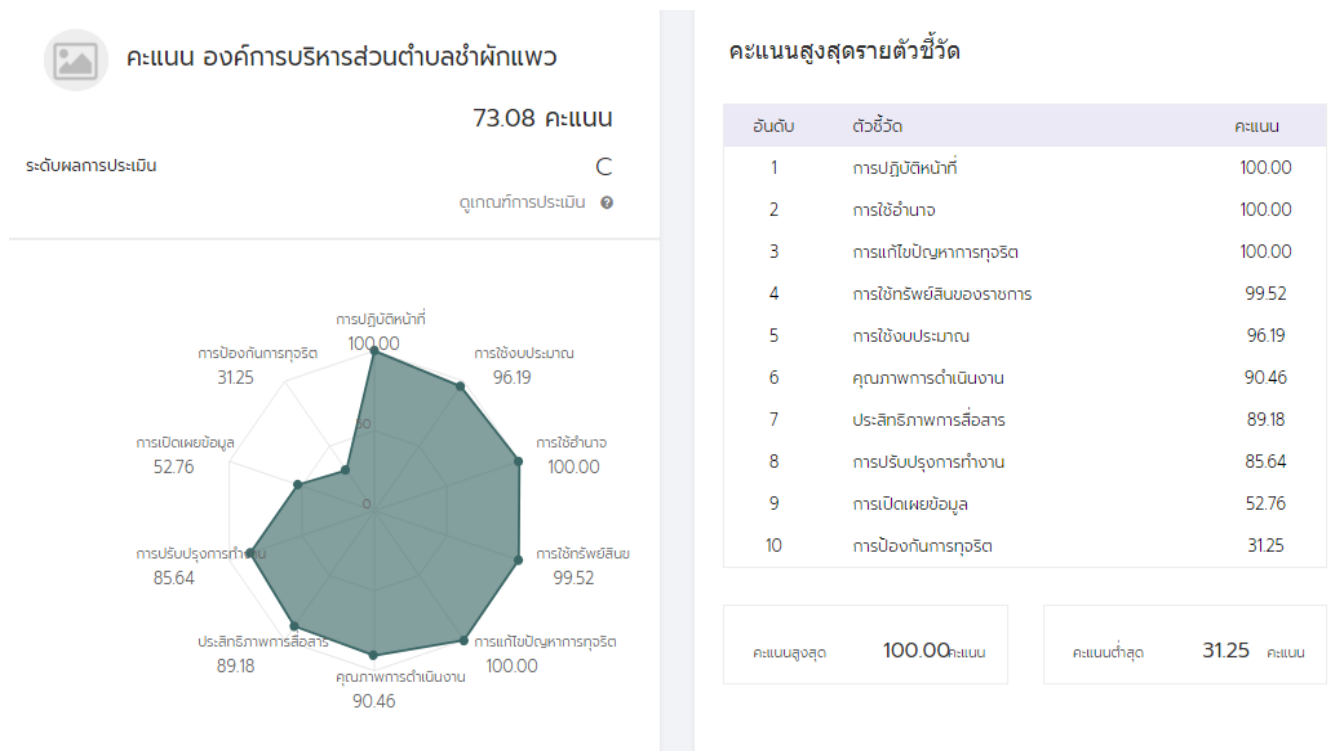 คะแนน องค์การบริหารส่วนตำบลชำผักแพว
73.08 คะแนน
ระดับผลการประเมิน C
ดูเกณฑ์การประเมิน ?
การปฏิบัติหน้าที่
100.00
การป้องกันการทุจริต
31.25
การใช้งบประมาณ
96.19
50
การเปิดเผยข้อมูล
52.76
การใช้อำนาจ
100.00
0
การปรับปรุงการทำงาน
85.64
การใช้ทรัพย์สินข
99.52
ประสิทธิภาพการสื่อสาร
89.18
การแก้ไขปัญหาการทุจริต
100.00
คุณภาพการดำเนินงาน
90.46
คะแนนสูงสุดรายตัวชี้วัด
อันดับ ตัวชี้วัด คะแนน
1 การปฏิบัติหน้าที่ 100.00
2 การใช้อำนาจ 100.00
3 การแก้ไขปัญหาการทุจริต 100.00
4 การใช้ทรัพย์สินของราชการ 99.52
5 การใช้งบประมาณ 96.19
6 คุณภาพการดำเนินงาน 90.46
7 ประสิทธิภาพการสื่อสาร 89.18
8 การปรับปรุงการทำงาน 85.64
9 การเปิดเผยข้อมูล 52.76
10 การป้องกันการทุจริต 31.25
คะแนนสูงสุด 100.00 คะแนน
คะแนนต่ำสุด 31.25 คะแนน